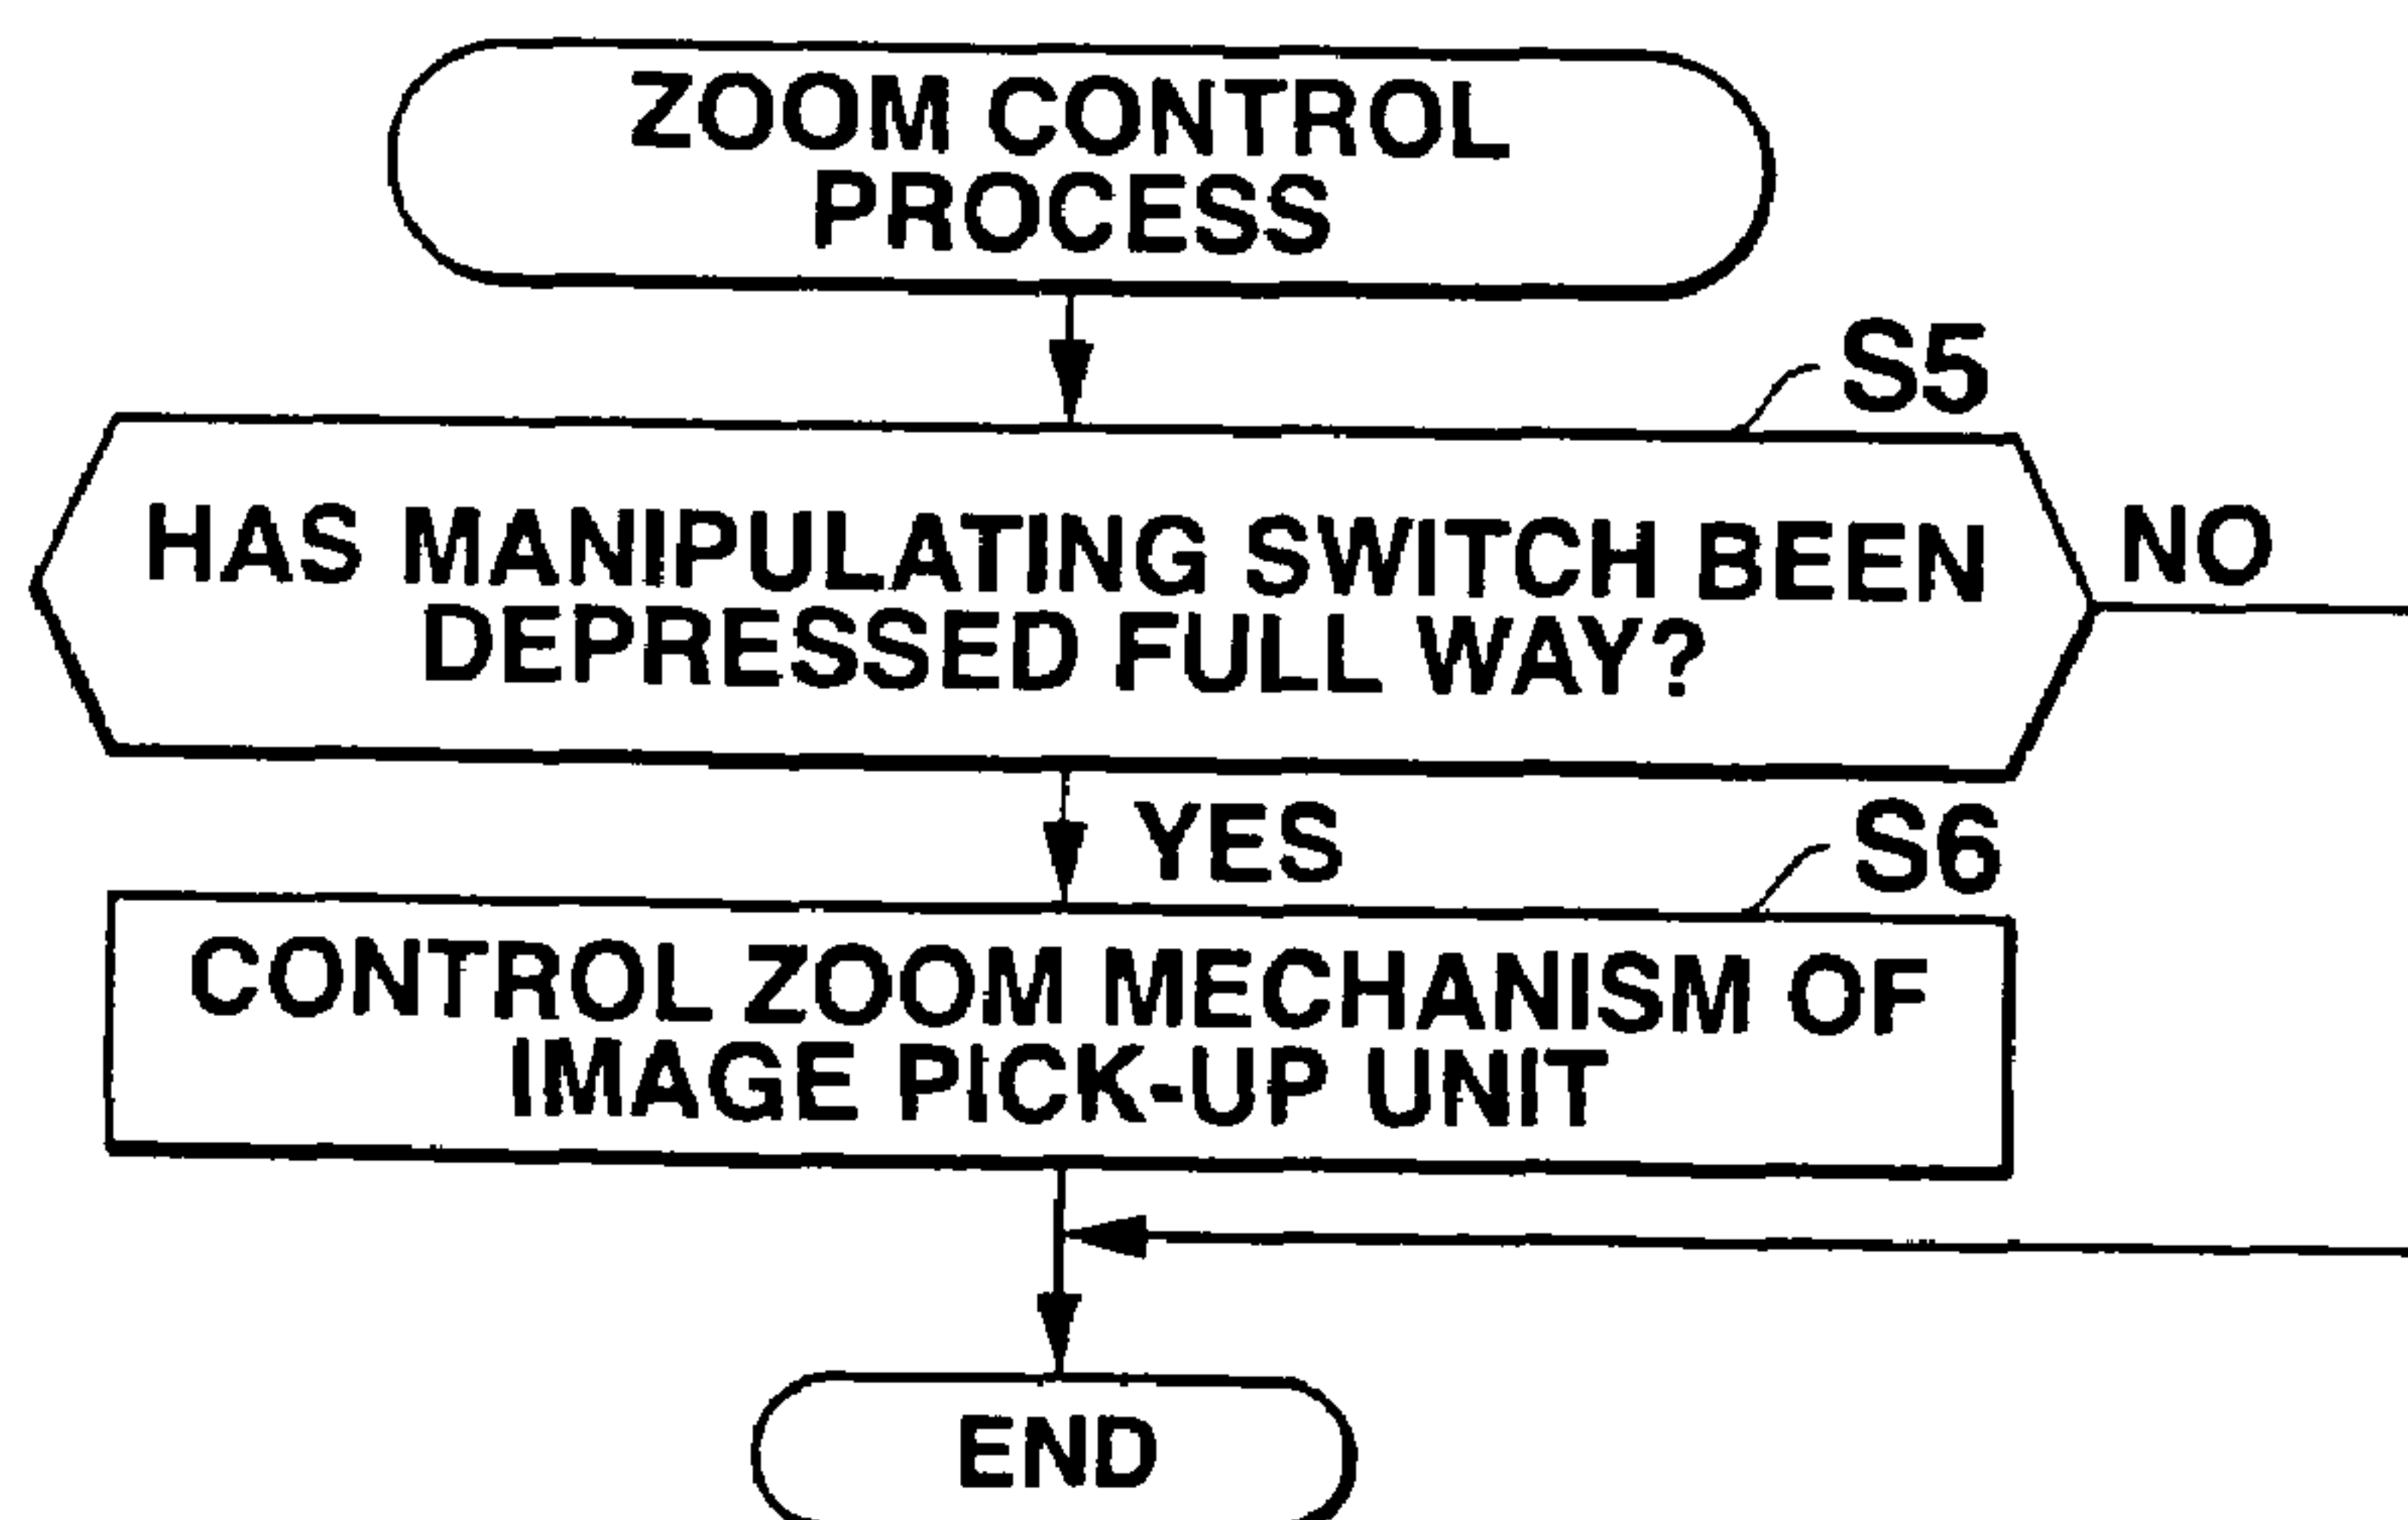 ZOOM CONTROL
PROCESS
S5
HAS MANIPULATING SWITCH BEEN
DEPRESSED FULL WAY?
NO
YES
S6
CONTROL ZOOM MECHANISM OF
IMAGE PICK-UP UNIT
END